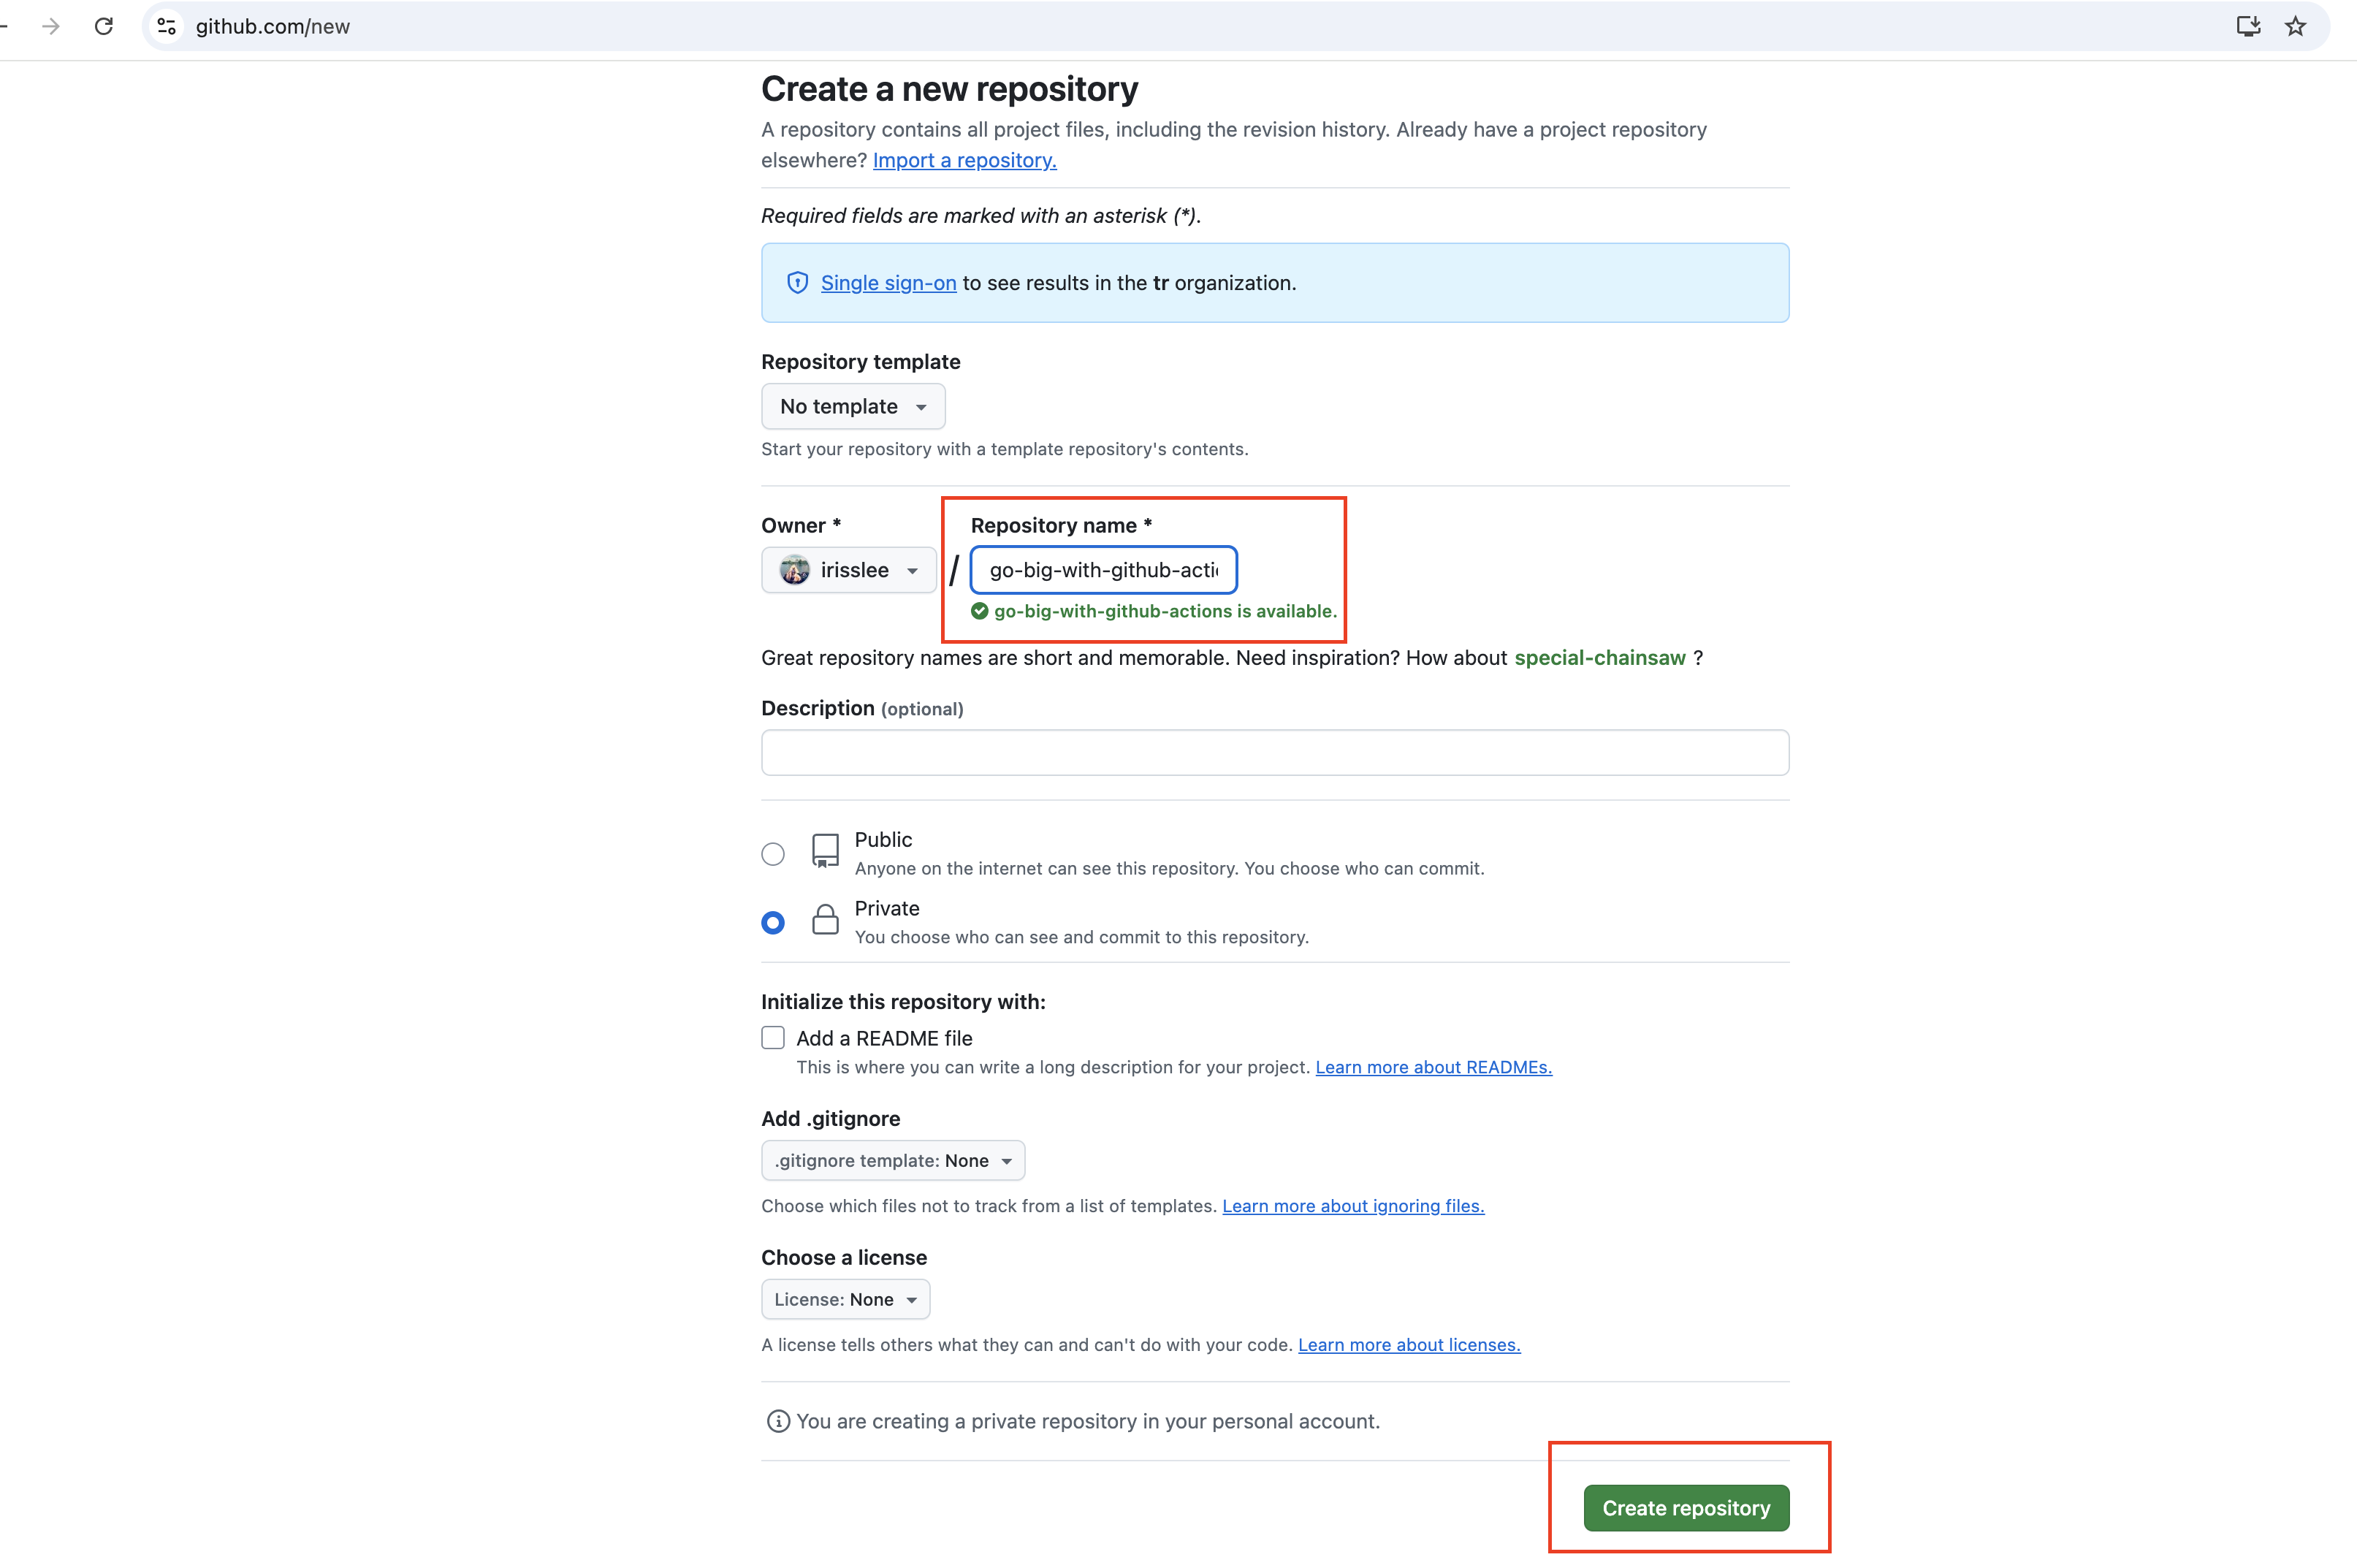 github.com/new
Create a new repository
A repository contains all project files, including the revision history. Already have a project repository
elsewhere? Import a repository.
Required fields are marked with an asterisk (*).
Single sign-on to see results in the tr organization.
Repository template
No template
Start your repository with a template repository's contents.
Owner * Repository name *
irisslee / go-big-with-github-acti
go-big-with-github-actions is available.
Great repository names are short and memorable. Need inspiration? How about special-chainsaw ?
Description (optional)
Public
Anyone on the internet can see this repository. You choose who can commit.
Private
You choose who can see and commit to this repository.
Initialize this repository with:
Add a README file
This is where you can write a long description for your project. Learn more about READMEs.
Add .gitignore
.gitignore template: None
Choose which files not to track from a list of templates. Learn more about ignoring files.
Choose a license
License: None
A license tells others what they can and can't do with your code. Learn more about licenses.
You are creating a private repository in your personal account.
Create repository